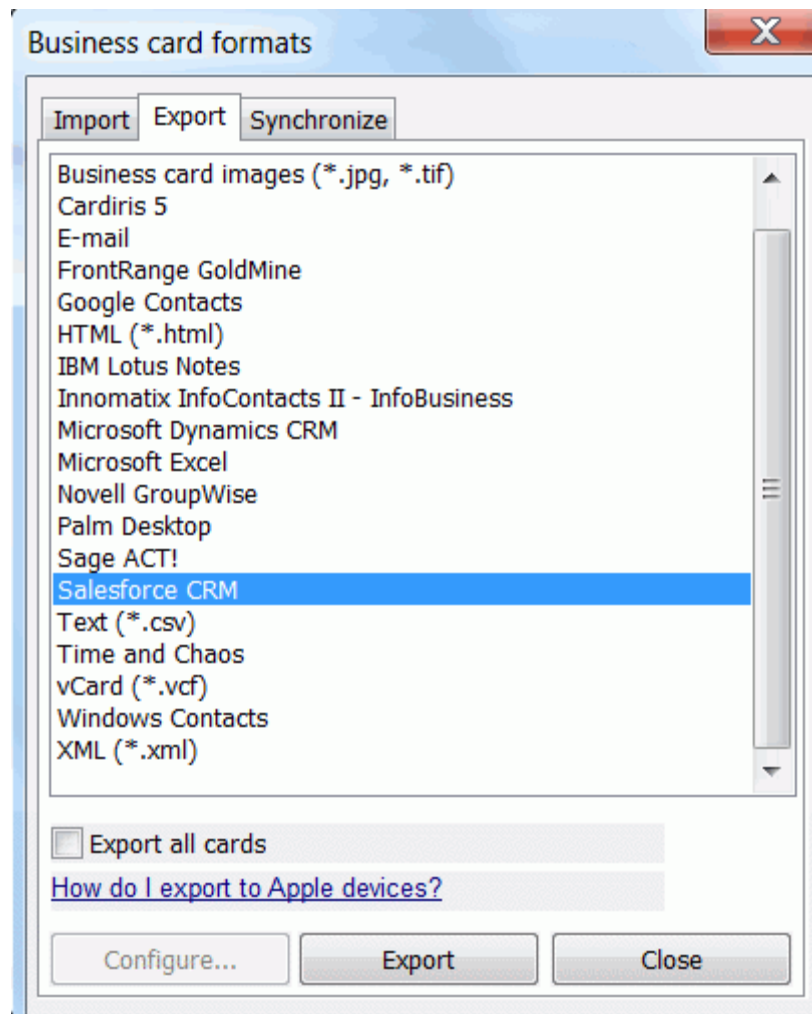 Business card formats
Import Export Synchronize
Business card images (*.jpg, *.tif)
Cardiris 5
E-mail
FrontRange GoldMine
Google Contacts
HTML (*.html)
IBM Lotus Notes
Innomatix InfoContacts II - InfoBusiness
Microsoft Dynamics CRM
Microsoft Excel
Novell GroupWise
Palm Desktop
Sage ACT!
Salesforce CRM
Text (*.csv)
Time and Chaos
vCard (*.vcf)
Windows Contacts
XML (*.xml)
Export all cards
How do I export to Apple devices?
Configure... Export Close